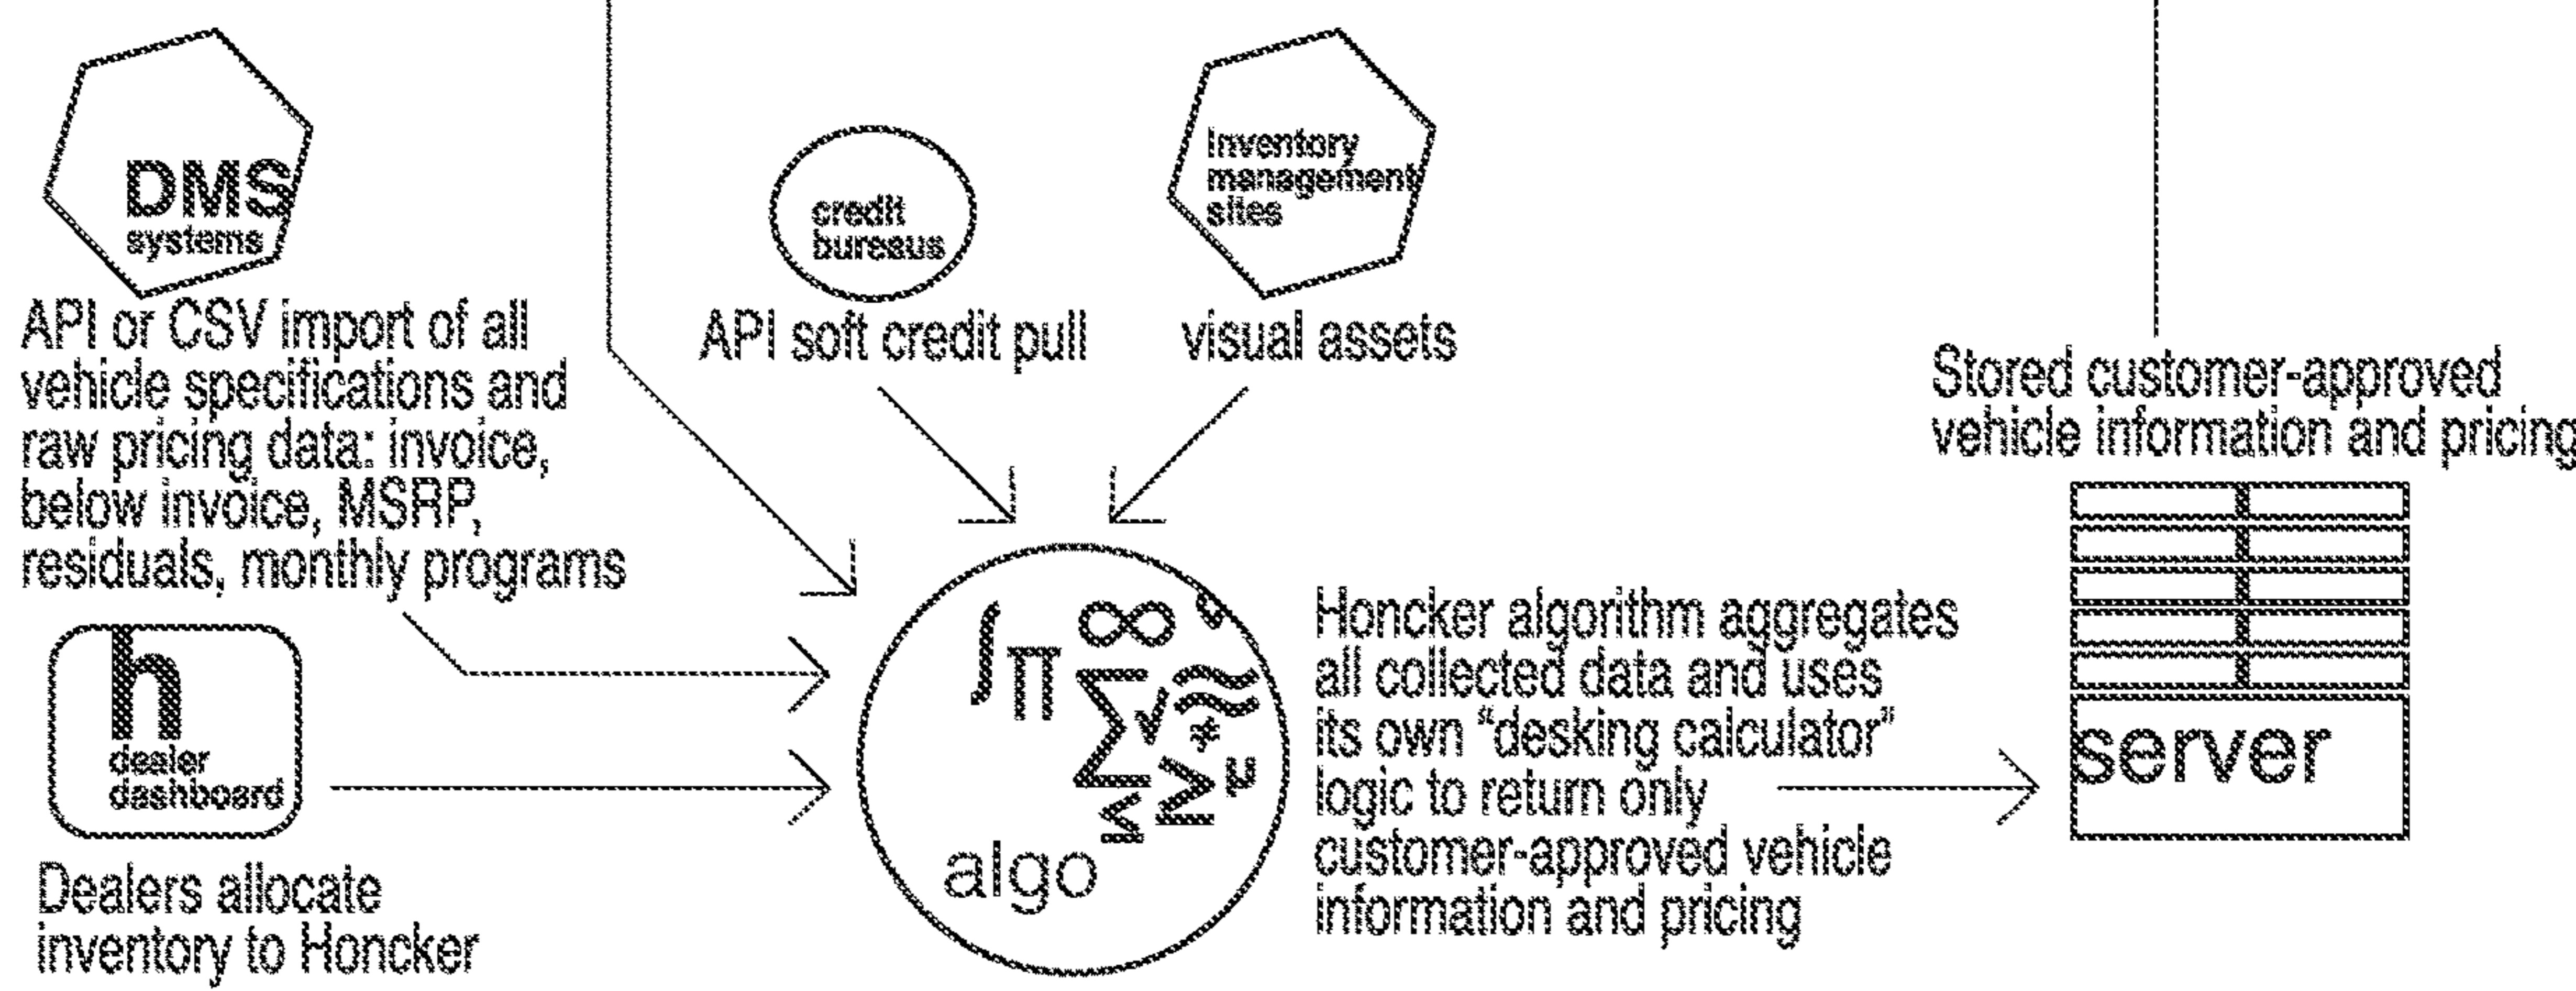 DMS
systems
API or CSV import of all
vehicle specifications and
raw pricing data: invoice,
below invoice, MSRP,
residuals, monthly programs
credit
bureaus
API soft credit pull
Inventory
management
sites
visual assets
h
dealer
dashboard
Dealers allocate
inventory to Honcker
∫ ∏ ∞ ∑ √ ≈ * ∑ ∑ µ
algo
Honcker algorithm aggregates
all collected data and uses
its own “desking calculator”
logic to return only
customer-approved vehicle
information and pricing
Stored customer-approved
vehicle information and pricing
server